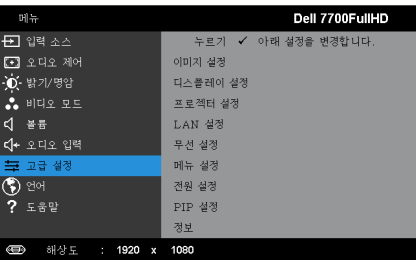 메뉴 Dell 7700FullHD
입력 소스
오디오 제어
밝기/명암
비디오 모드
볼륨
오디오 입력
고급 설정
언어
도움말
누르기 ✓ 아래 설정을 변경합니다.
이미지 설정
디스플레이 설정
프로젝터 설정
LAN 설정
무선 설정
메뉴 설정
전원 설정
PIP 설정
정보
해상도 : 1920 x 1080